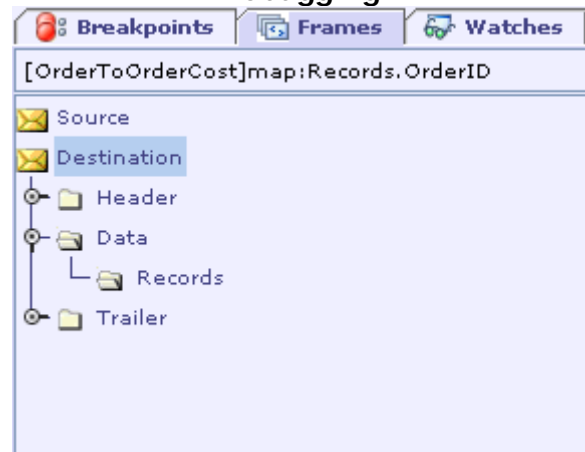 Breakpoints Frames Watches
[OrderToOrderCost]map:Records.OrderID
Source
Destination
Header
Data
Records
Trailer